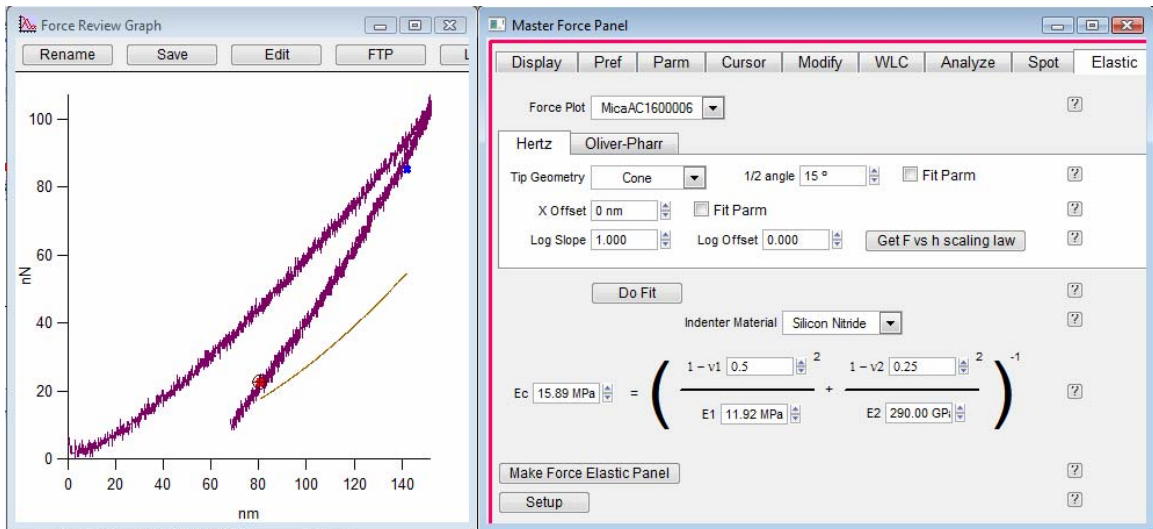 Force Review Graph
Rename Save Edit FTP L
100
80
60
40
20
0
nN
0 20 40 60 80 100 120 140
nm
Master Force Panel
Display Pref Parm Cursor Modify WLC Analyze Spot Elastic
Force Plot MicaAC1600006 ?
Hertz Oliver-Pharr
Tip Geometry Cone 1/2 angle 15 º Fit Parm ?
X Offset 0 nm Fit Parm ?
Log Slope 1.000 Log Offset 0.000 Get F vs h scaling law ?
Do Fit ?
Indenter Material Silicon Nitride ?
1 – v1 0.5 2 1 – v2 0.25 2 -1
Ec 15.89 MPa = ( + ) ?
E1 11.92 MPa E2 290.00 GPa
Make Force Elastic Panel ?
Setup ?